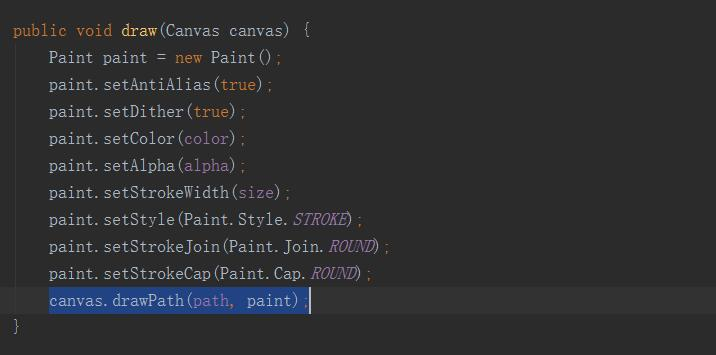 public void draw(Canvas canvas) {
Paint paint = new Paint();
paint.setAntiAlias(true);
paint.setDither(true);
paint.setColor(color);
paint.setAlpha(alpha);
paint.setStrokeWidth(size);
paint.setStyle(Paint.Style.STROKE);
paint.setStrokeJoin(Paint.Join.ROUND);
paint.setStrokeCap(Paint.Cap.ROUND);
canvas.drawPath(path, paint);
}